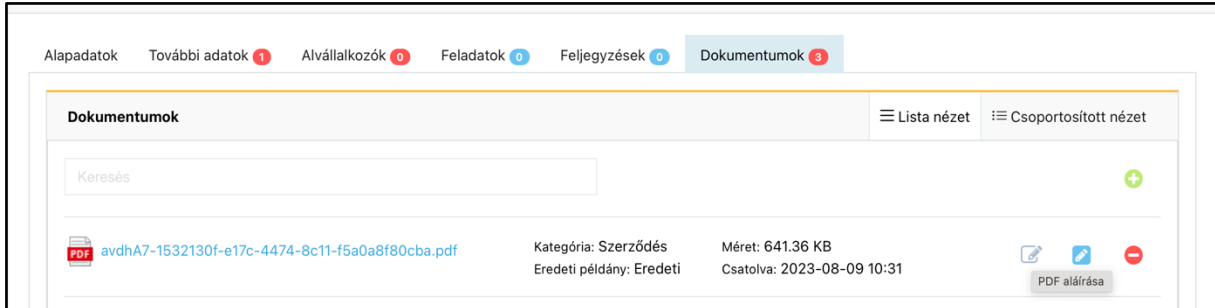 Alapadatok További adatok 1 Alvállalkozók 0 Feladatok 0 Feljegyzések 0 Dokumentumok 3
Dokumentumok Lista nézet Csoportosított nézet
Keresés
PDF avdhA7-1532130f-e17c-4474-8c11-f5a0a8f80cba.pdf Kategória: Szerződés Méret: 641.36 KB
Eredeti példány: Eredeti Csatolva: 2023-08-09 10:31
PDF aláírása